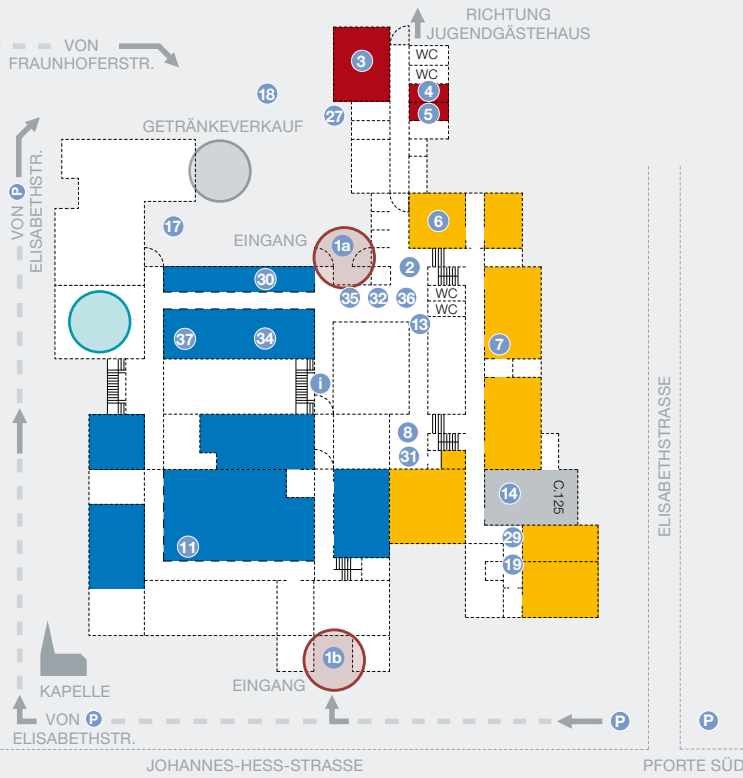 RICHTUNG
JUGENDGÄSTEHAUS
VON
FRAUNHOFERSTR.
WC
3
WC
18
4
27
5
GETRÄNKEVERKAUF
P
VON
ELISABETHSTR.
17
6
EINGANG
1a
2
30
35
32
36
WC
WC
13
37
34
7
i
8
31
14
C.125
ELISABETHSTRASSE
11
29
19
1b
KAPELLE
EINGANG
VON P
ELISABETHSTR.
P
P
JOHANNES-HESS-STRASSE
PFORTE SÜD